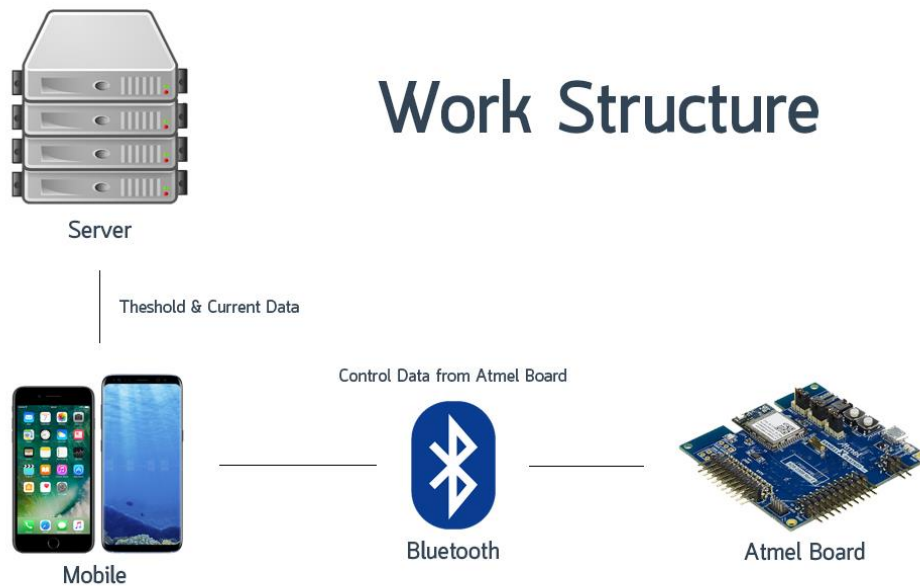 Work Structure
Server
Theshold & Current Data
Control Data from Atmel Board
Mobile
Bluetooth
Atmel Board